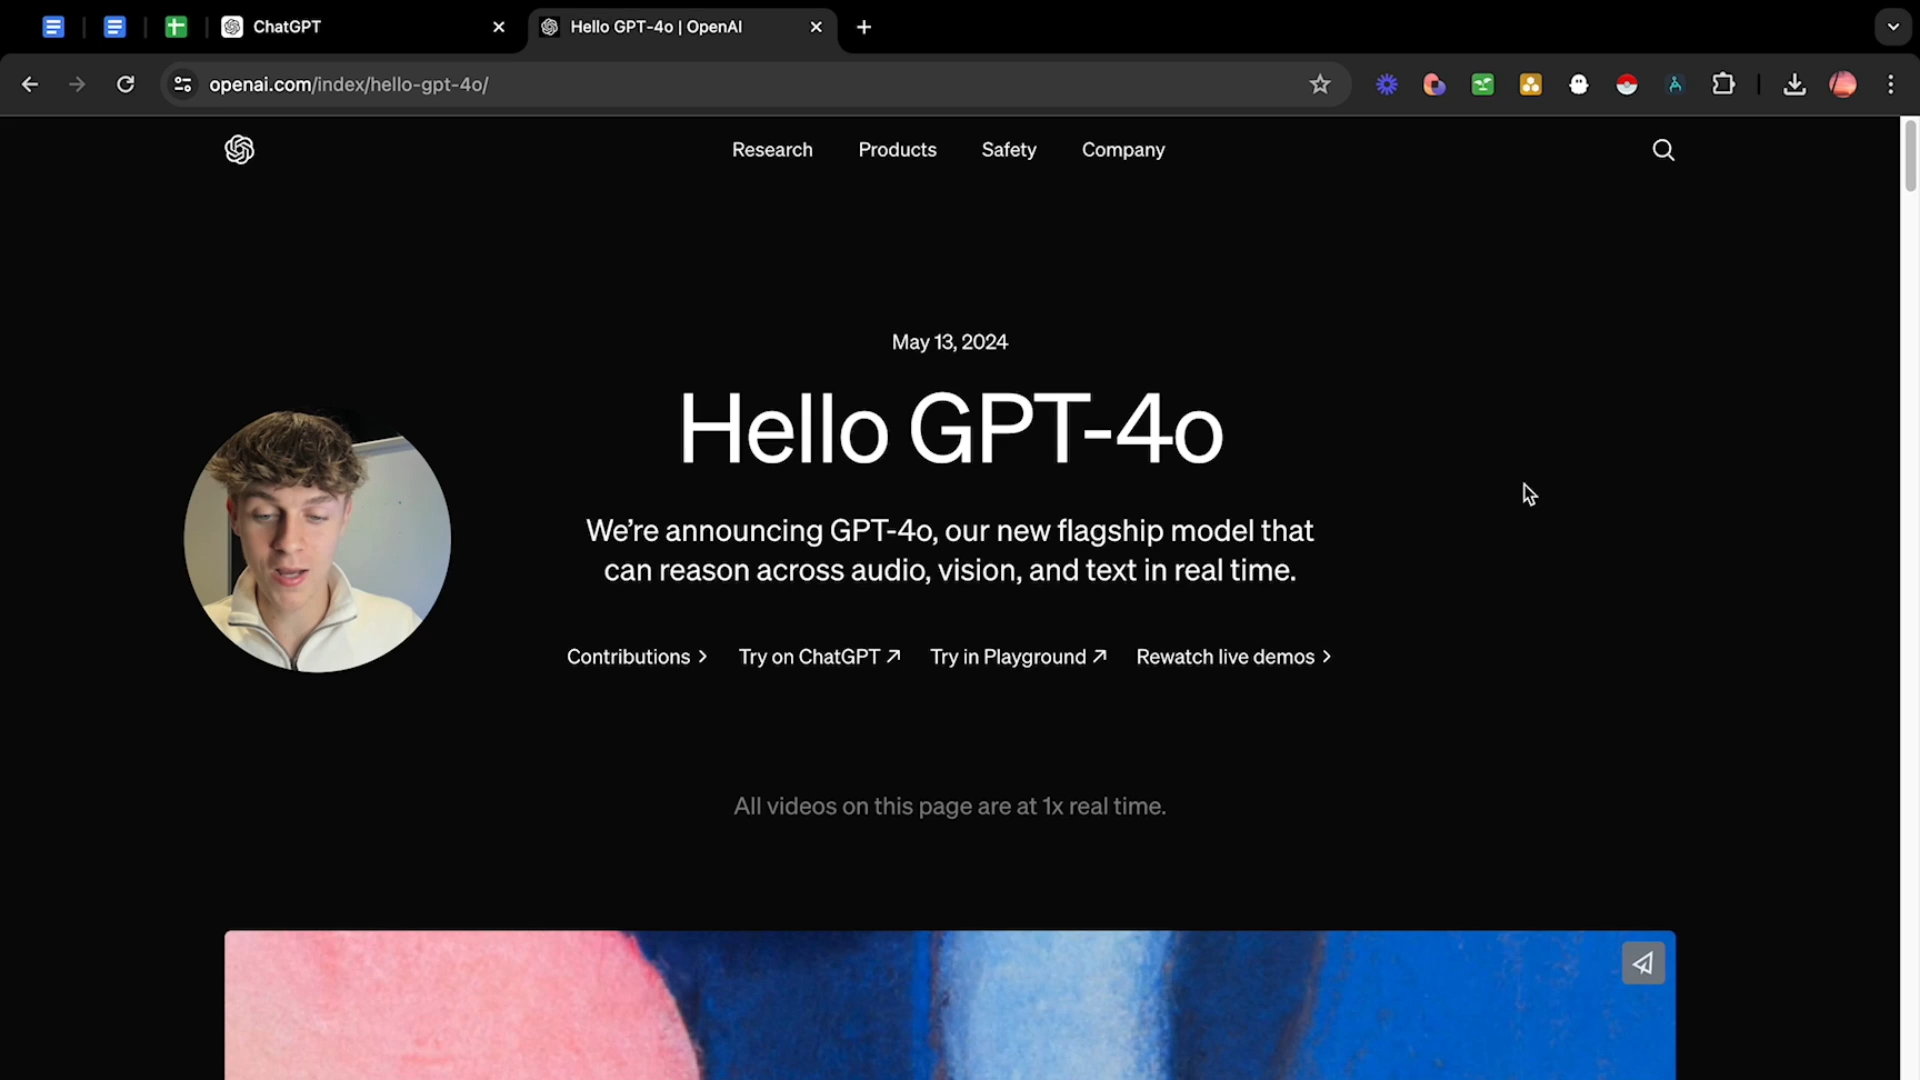 ChatGPT
Hello GPT-4o | OpenAI
openai.com/index/hello-gpt-4o/
Research Products Safety Company
May 13, 2024
Hello GPT-4o
We’re announcing GPT-4o, our new flagship model that
can reason across audio, vision, and text in real time.
Contributions Try on ChatGPT Try in Playground Rewatch live demos
All videos on this page are at 1x real time.